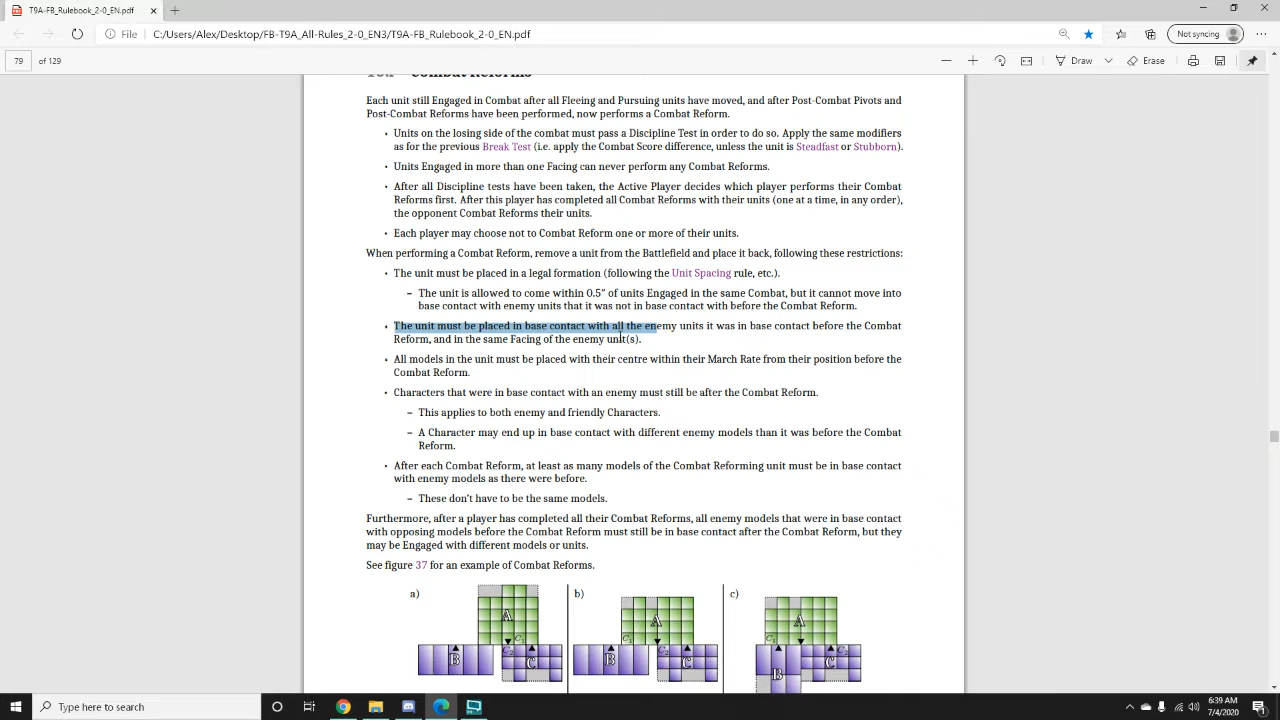 T9A-FB_Rulebook_2-0_EN.pdf
File
C:/Users/Alex/Desktop/FB-T9A_All-Rules_2-0_EN3/T9A-FB_Rulebook_2-0_EN.pdf
Not syncing
79 of 129
Draw
Erase
Combat Reforms
Each unit still Engaged in Combat after all Fleeing and Pursuing units have moved, and after Post-Combat Pivots and
Post-Combat Reforms have been performed, now performs a Combat Reform.
• Units on the losing side of the combat must pass a Discipline Test in order to do so. Apply the same modifiers
as for the previous Break Test (i.e. apply the Combat Score difference, unless the unit is Steadfast or Stubborn).
• Units Engaged in more than one Facing can never perform any Combat Reforms.
• After all Discipline tests have been taken, the Active Player decides which player performs their Combat
Reforms first. After this player has completed all Combat Reforms with their units (one at a time, in any order),
the opponent Combat Reforms their units.
• Each player may choose not to Combat Reform one or more of their units.
When performing a Combat Reform, remove a unit from the Battlefield and place it back, following these restrictions:
• The unit must be placed in a legal formation (following the Unit Spacing rule, etc.).
– The unit is allowed to come within 0.5″ of units Engaged in the same Combat, but it cannot move into
base contact with enemy units that it was not in base contact with before the Combat Reform.
• The unit must be placed in base contact with all the enemy units it was in base contact before the Combat
Reform, and in the same Facing of the enemy unit(s).
• All models in the unit must be placed with their centre within their March Rate from their position before the
Combat Reform.
• Characters that were in base contact with an enemy must still be after the Combat Reform.
– This applies to both enemy and friendly Characters.
– A Character may end up in base contact with different enemy models than it was before the Combat
Reform.
• After each Combat Reform, at least as many models of the Combat Reforming unit must be in base contact
with enemy models as there were before.
– These don't have to be the same models.
Furthermore, after a player has completed all their Combat Reforms, all enemy models that were in base contact
with opposing models before the Combat Reform must still be in base contact after the Combat Reform, but they
may be Engaged with different models or units.
See figure 37 for an example of Combat Reforms.
a) b) c)
A A A
C1 C1 C1
C2 C2 C2
B C B C B C
Type here to search
6:39 AM
7/4/2020